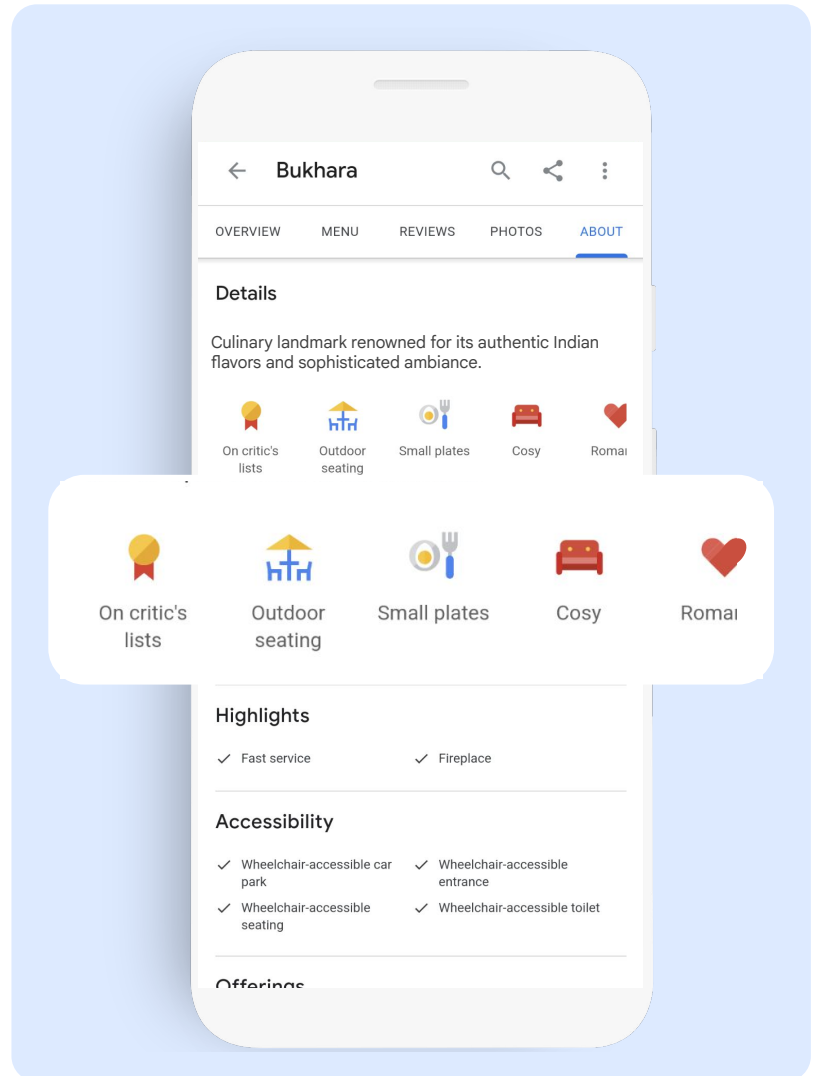 Bukhara
OVERVIEW MENU REVIEWS PHOTOS ABOUT
Details
Culinary landmark renowned for its authentic Indian
flavors and sophisticated ambiance.
On critic's
lists
Outdoor
seating
Small plates
Cosy
On critic's
lists
Outdoor
seating
Small plates
Cosy
Highlights
Fast service
Fireplace
Accessibility
Wheelchair-accessible car
park
Wheelchair-accessible
entrance
Wheelchair-accessible
seating
Wheelchair-accessible toilet
Offerings